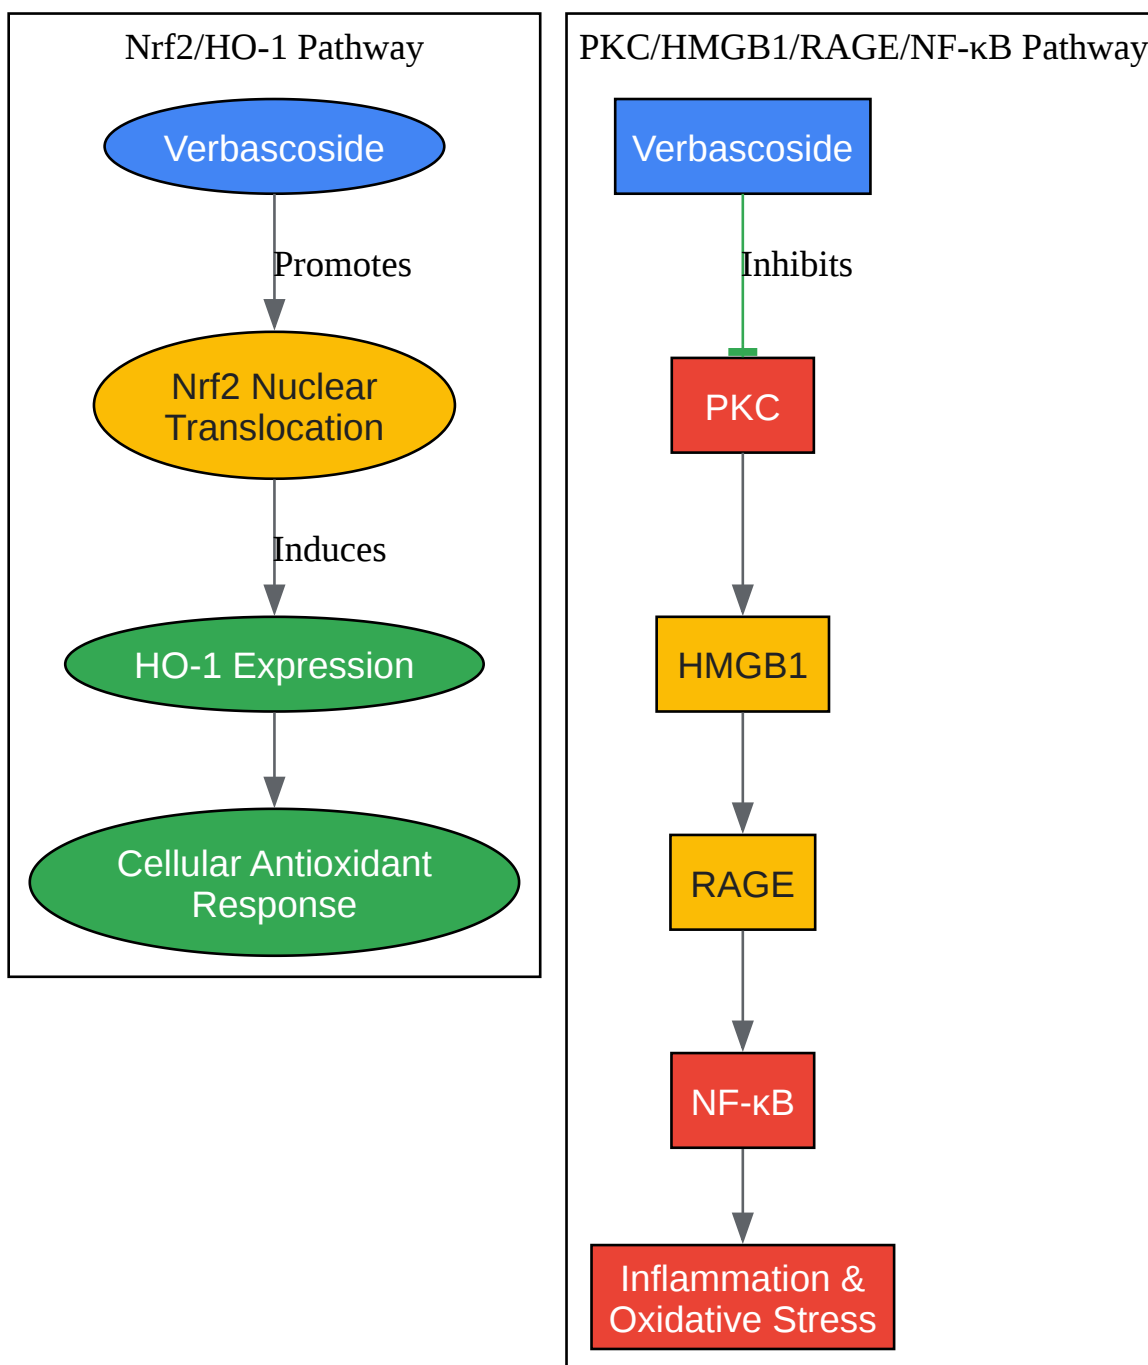 Nrf2/HO-1 Pathway
Verbascoside
Promotes
Nrf2 Nuclear
Translocation
Induces
HO-1 Expression
Cellular Antioxidant
Response
PKC/HMGB1/RAGE/NF-κB Pathway
Verbascoside
Inhibits
PKC
HMGB1
RAGE
NF-κB
Inflammation &
Oxidative Stress